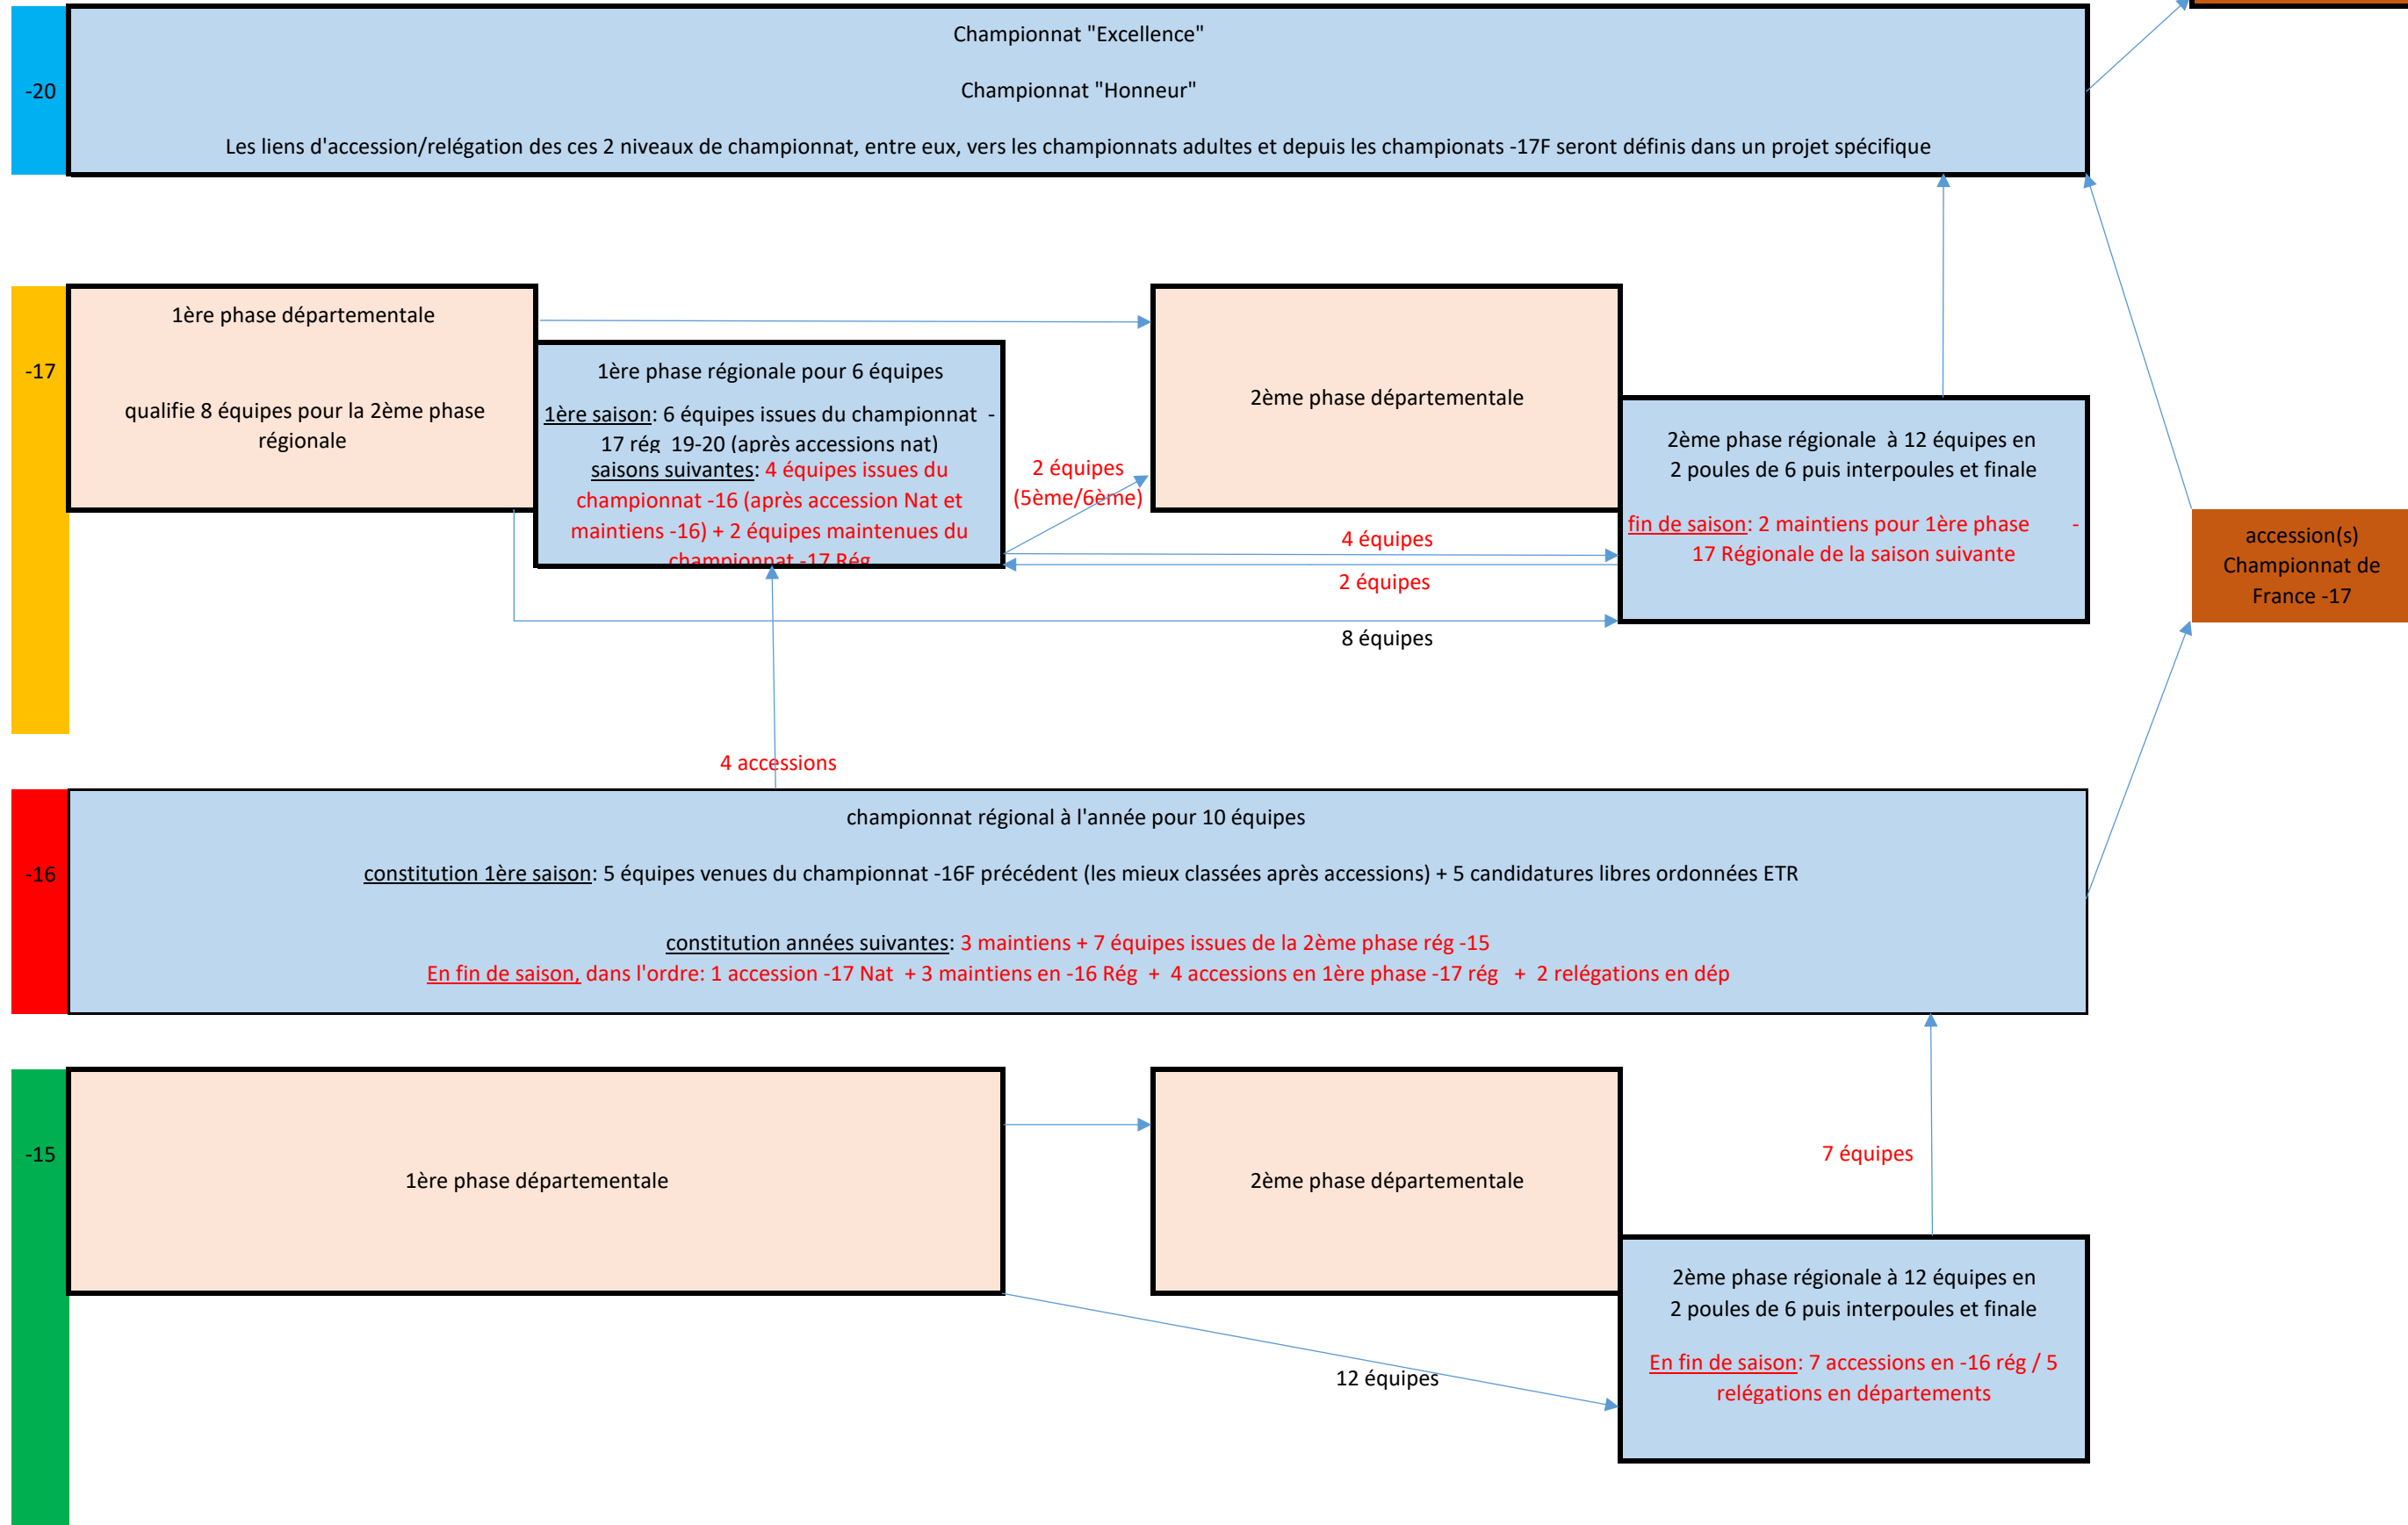 Championnat "Excellence"
-20
Championnat "Honneur"
Les liens d'accession/relégation des ces 2 niveaux de championnat, entre eux, vers les championnats adultes et depuis les championats -17F seront définis dans un projet spécifique
-17
1ère phase départementale
qualifie 8 équipes pour la 2ème phase
régionale
1ère phase régionale pour 6 équipes
1ère saison: 6 équipes issues du championnat -
17 rég 19-20 (après accessions nat)
saisons suivantes: 4 équipes issues du
championnat -16 (après accession Nat et
maintiens -16) + 2 équipes maintenues du
championnat -17 Rég
2 équipes
(5ème/6ème)
2ème phase départementale
4 équipes
2 équipes
8 équipes
2ème phase régionale à 12 équipes en
2 poules de 6 puis interpoules et finale
fin de saison: 2 maintiens pour 1ère phase -
17 Régionale de la saison suivante
accession(s)
Championnat de
France -17
4 accessions
championnat régional à l'année pour 10 équipes
-16
constitution 1ère saison: 5 équipes venues du championnat -16F précédent (les mieux classées après accessions) + 5 candidatures libres ordonnées ETR
constitution années suivantes: 3 maintiens + 7 équipes issues de la 2ème phase rég -15
En fin de saison, dans l'ordre: 1 accession -17 Nat + 3 maintiens en -16 Rég + 4 accessions en 1ère phase -17 rég + 2 relégations en dép
-15
1ère phase départementale
2ème phase départementale
7 équipes
12 équipes
2ème phase régionale à 12 équipes en
2 poules de 6 puis interpoules et finale
En fin de saison: 7 accessions en -16 rég / 5
relégations en départements